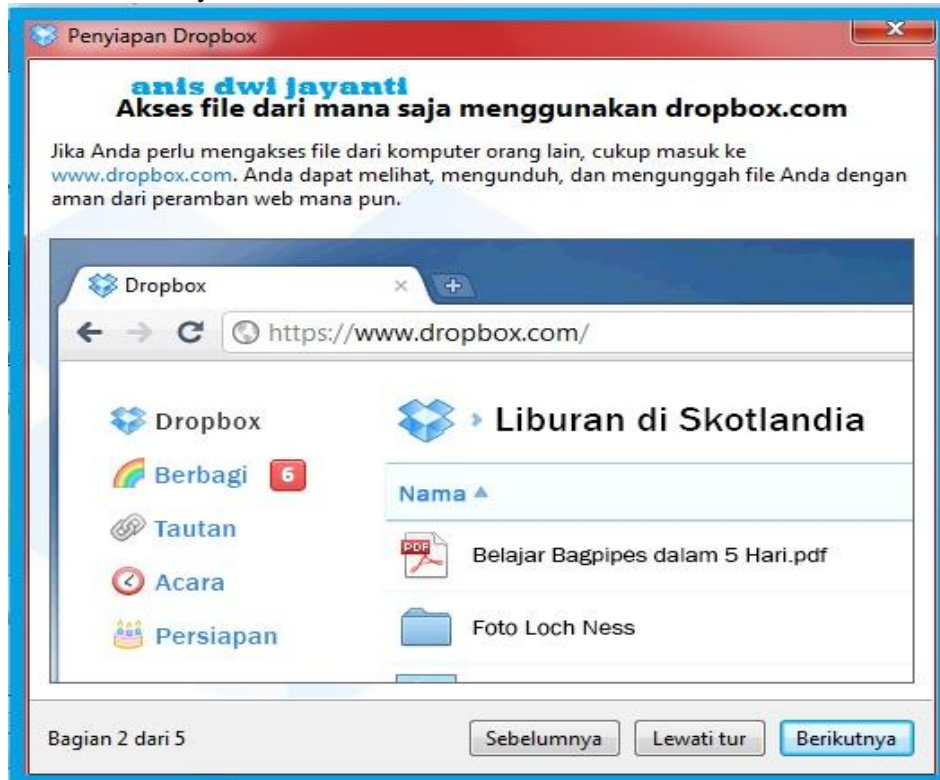 Penyiapan Dropbox
anis dwi jayanti
Akses file dari mana saja menggunakan dropbox.com
Jika Anda perlu mengakses file dari komputer orang lain, cukup masuk ke
www.dropbox.com. Anda dapat melihat, mengunduh, dan mengunggah file Anda dengan
aman dari peramban web mana pun.
Dropbox
https://www.dropbox.com/
Dropbox
Liburan di Skotlandia
Berbagi 6
Nama
Tautan
PDF Belajar Bagpipes dalam 5 Hari.pdf
Acara
Foto Loch Ness
Persiapan
Bagian 2 dari 5
Sebelumnya
Lewati tur
Berikutnya